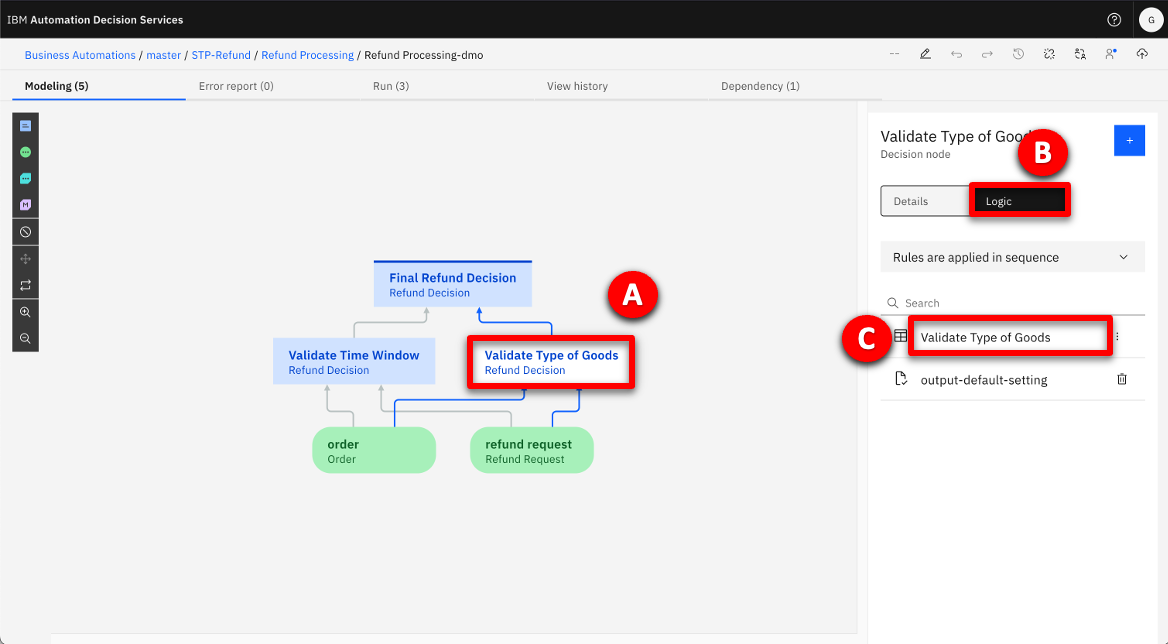 IBM Automation Decision Services
G
Business Automations / master / STP-Refund / Refund Processing / Refund Processing-dmo
Modeling (5)
Error report (0)
Run (3)
View history
Dependency (1)
M
Validate Type of Goods
Decision node
+
B
Details
Logic
Rules are applied in sequence
Search
C
Validate Type of Goods
output-default-setting
Final Refund Decision
Refund Decision
A
Validate Time Window
Refund Decision
Validate Type of Goods
Refund Decision
order
Order
refund request
Refund Request